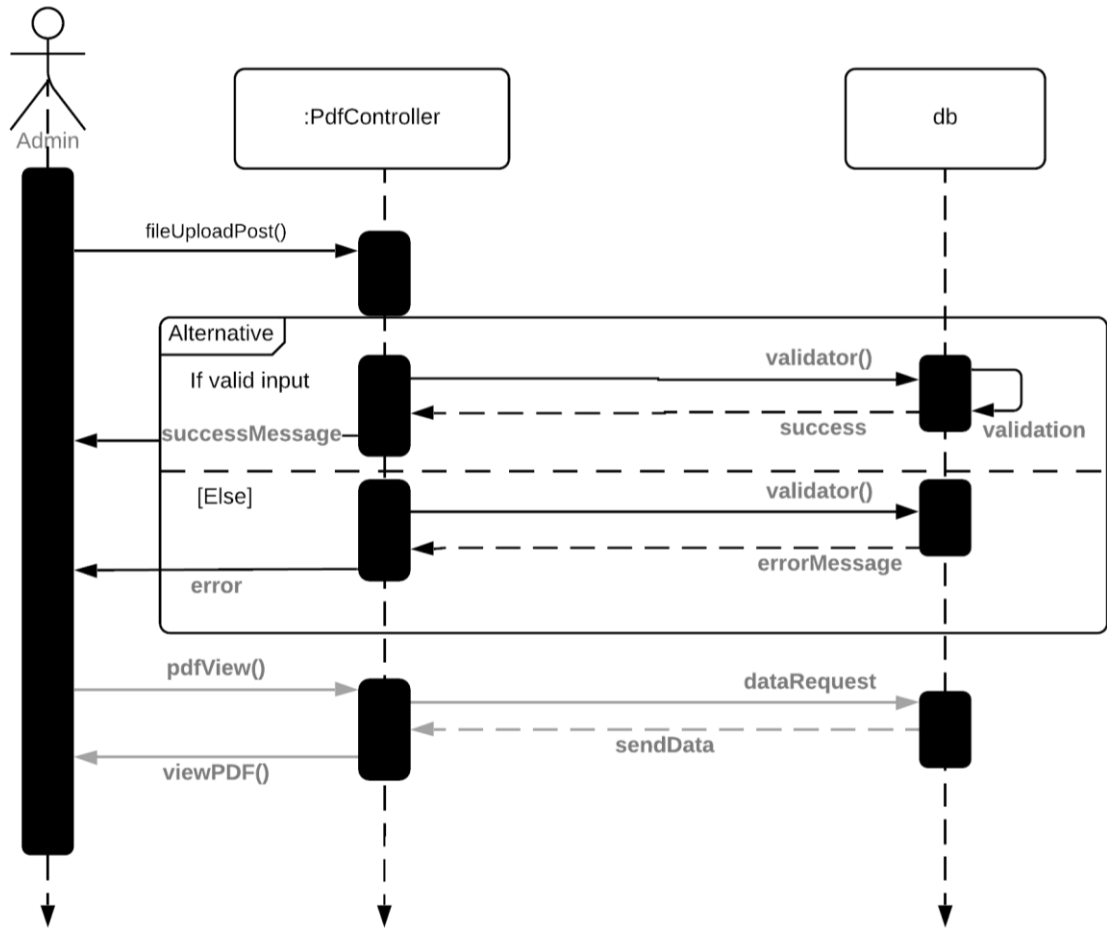 Admin
:PdfController
db
fileUploadPost()
Alternative
If valid input
validator()
successMessage
success
validation
[Else]
validator()
errorMessage
error
pdfView()
dataRequest
sendData
viewPDF()